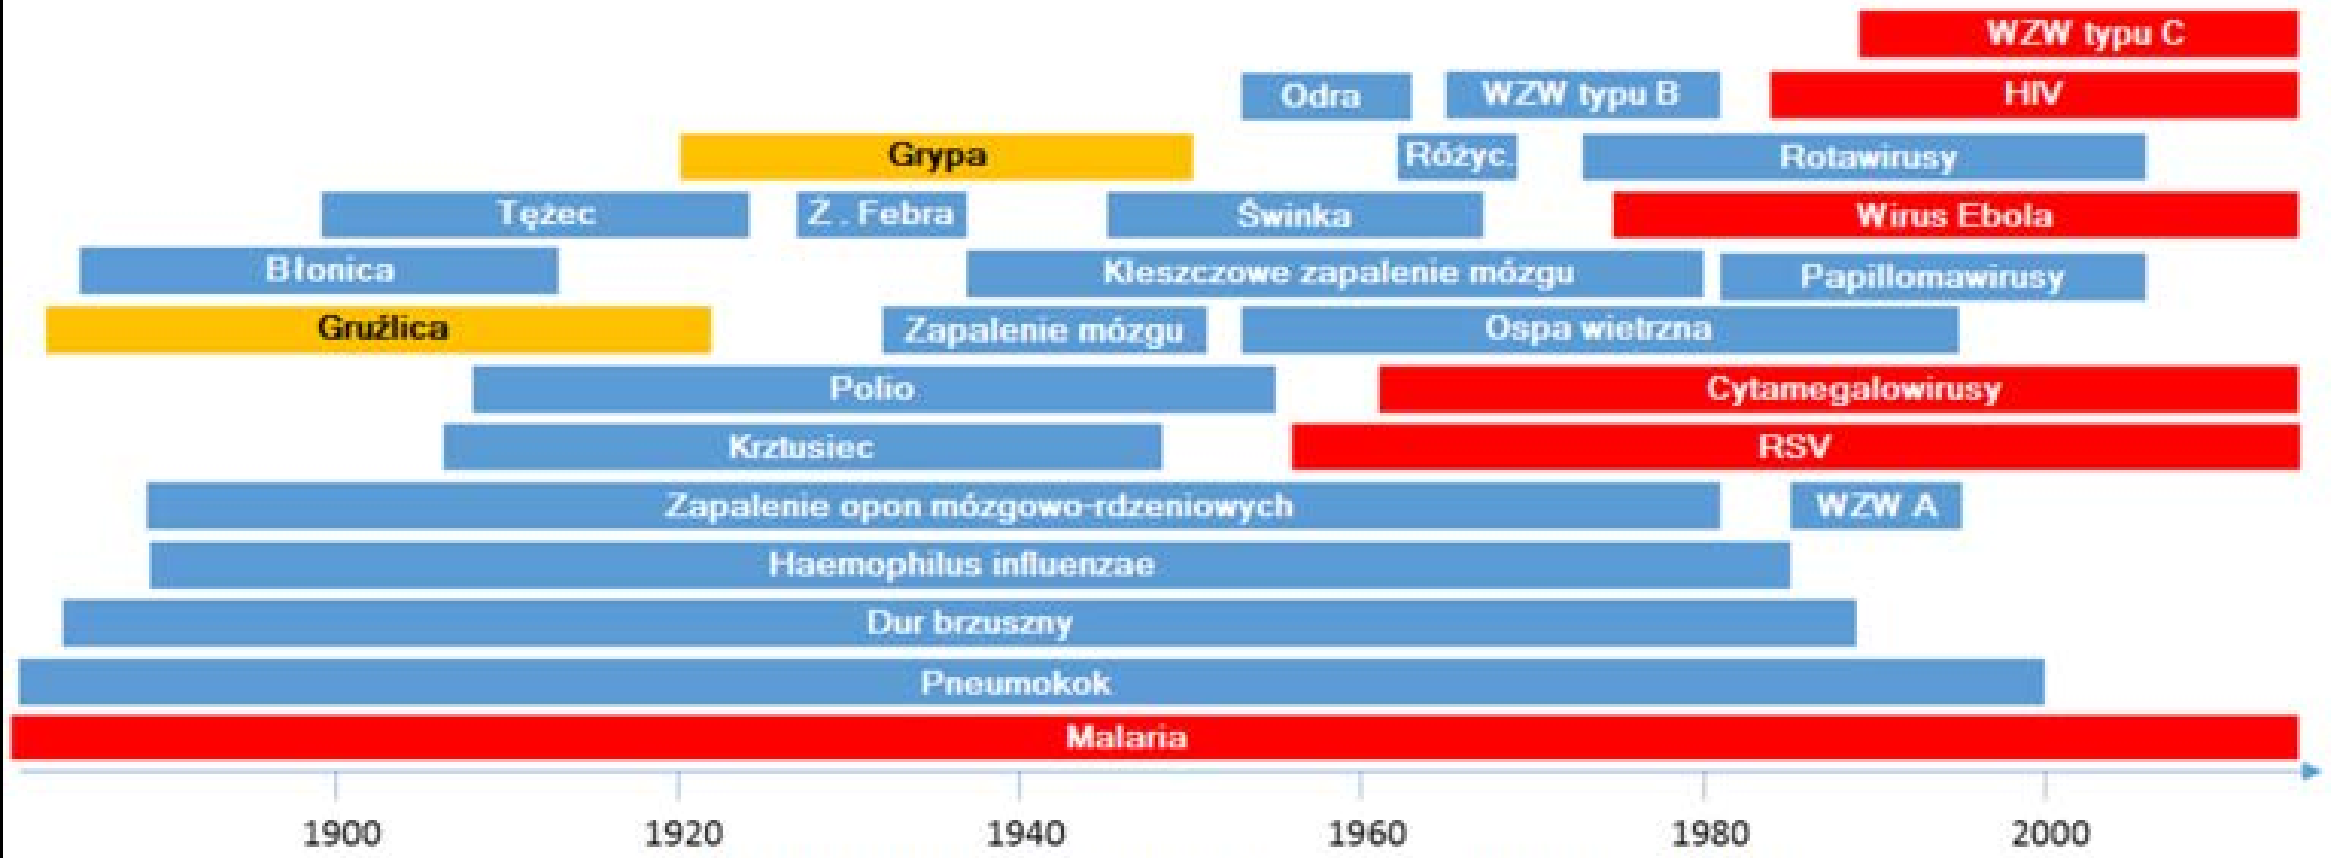 WZW typu C
Odra
WZW typu B
HIV
Grypa
Różyc.
Rotawirusy
Tężec
Ż . Febra
Świnka
Wirus Ebola
Błonica
Kleszczowe zapalenie mózgu
Papillomawirusy
Gruźlica
Zapalenie mózgu
Ospa wietrzna
Polio
Cytamegalowirusy
Krztusiec
RSV
Zapalenie opon mózgowo-rdzeniowych
WZW A
Haemophilus influenzae
Dur brzuszny
Pneumokok
Malaria
1900
1920
1940
1960
1980
2000